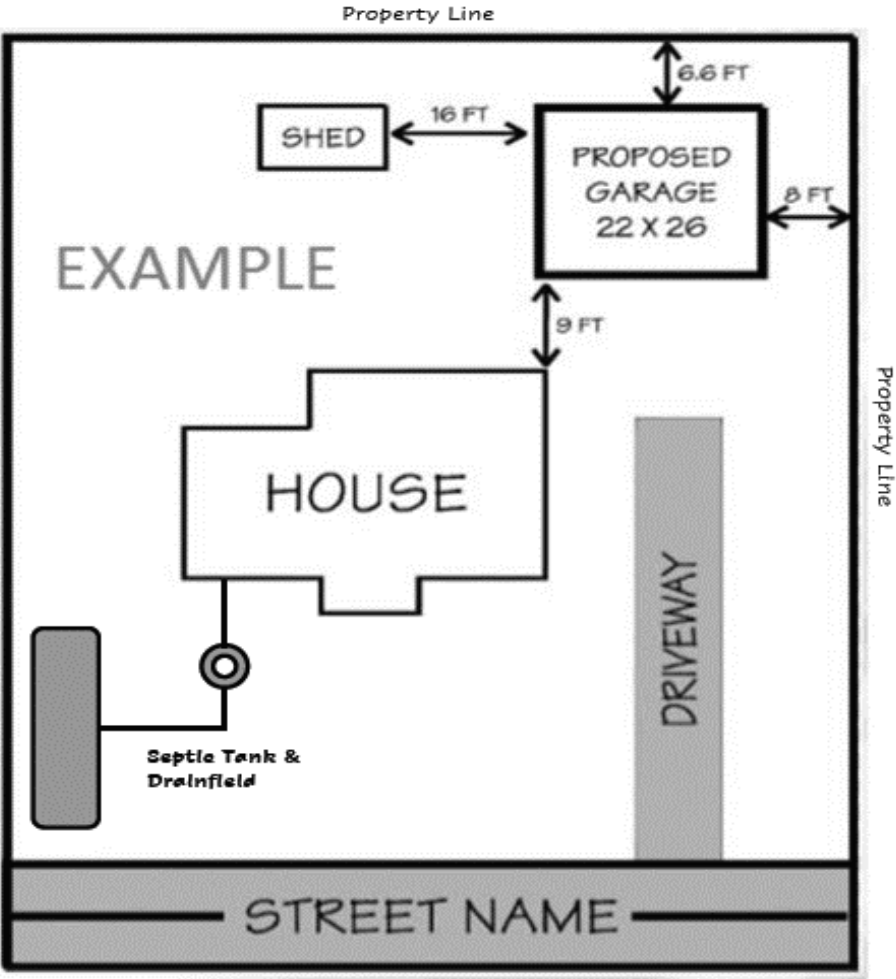 Property Line
6.6 FT
SHED
16 FT
PROPOSED
GARAGE
22 X 26
8 FT
EXAMPLE
9 FT
Property Line
HOUSE
DRIVEWAY
Septic Tank &
Drainfield
STREET NAME